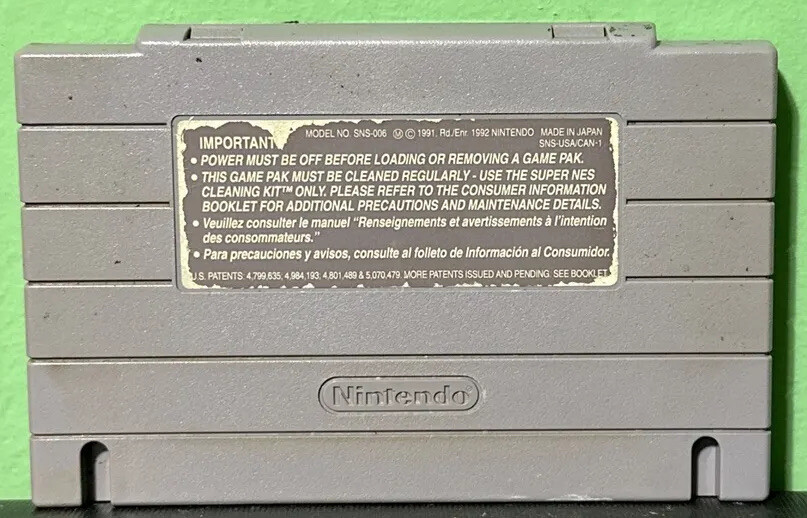 IMPORTANT
MODEL NO. SNS-006 Ⓜ © 1991, Rd./Enr. 1992 NINTENDO MADE IN JAPAN
SNS-USA/CAN-1
• POWER MUST BE OFF BEFORE LOADING OR REMOVING A GAME PAK.
• THIS GAME PAK MUST BE CLEANED REGULARLY - USE THE SUPER NES
CLEANING KIT™ ONLY. PLEASE REFER TO THE CONSUMER INFORMATION
BOOKLET FOR ADDITIONAL PRECAUTIONS AND MAINTENANCE DETAILS.
• Veuillez consulter le manuel "Renseignements et avertissements à l'intention
des consommateurs."
• Para precauciones y avisos, consulte al folleto de Información al Consumidor.
U.S. PATENTS: 4,799,635; 4,984,193; 4,801,489 & 5,070,479. MORE PATENTS ISSUED AND PENDING. SEE BOOKLET.
Nintendo